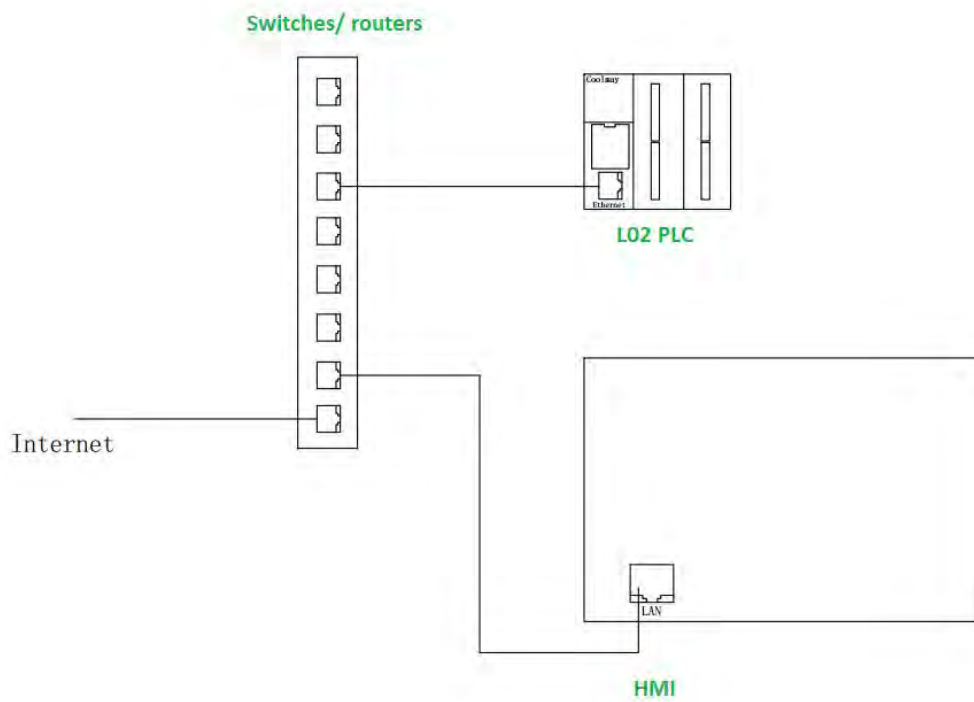 Switches/ routers
Coolmay
Ethernet
L02 PLC
Internet
LAN
HMI